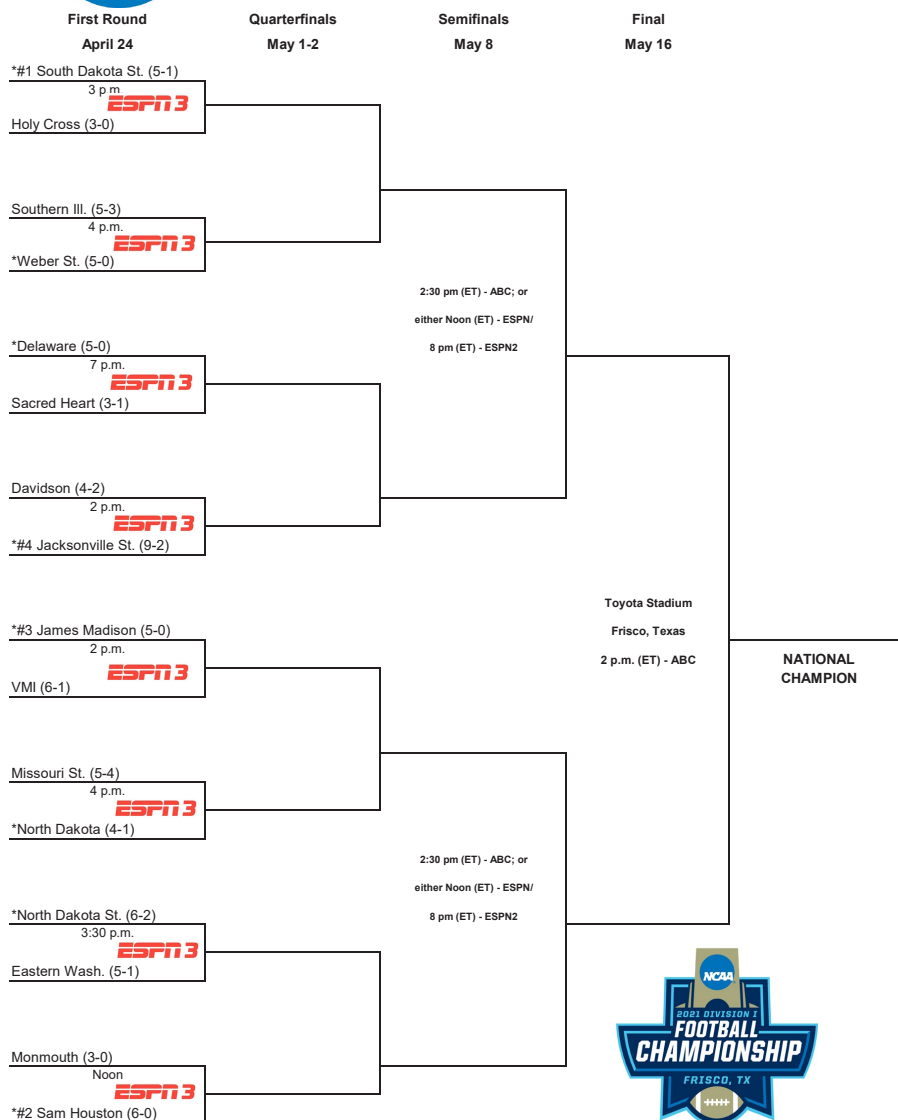 First Round
Quarterfinals
Semifinals
Final
April 24
May 1-2
May 8
May 16
*#1 South Dakota St. (5-1)
3 p.m.
ESPN3
Holy Cross (3-0)
Southern Ill. (5-3)
4 p.m.
ESPN3
*Weber St. (5-0)
2:30 pm (ET) - ABC; or
either Noon (ET) - ESPN/
8 pm (ET) - ESPN2
*Delaware (5-0)
7 p.m.
ESPN3
Sacred Heart (3-1)
Davidson (4-2)
2 p.m.
ESPN3
*#4 Jacksonville St. (9-2)
Toyota Stadium
Frisco, Texas
2 p.m. (ET) - ABC
NATIONAL
CHAMPION
*#3 James Madison (5-0)
2 p.m.
ESPN3
VMI (6-1)
Missouri St. (5-4)
4 p.m.
ESPN3
*North Dakota (4-1)
2:30 pm (ET) - ABC; or
either Noon (ET) - ESPN/
8 pm (ET) - ESPN2
*North Dakota St. (6-2)
3:30 p.m.
ESPN3
Eastern Wash. (5-1)
Monmouth (3-0)
Noon
ESPN3
*#2 Sam Houston (6-0)
NCAA
2021 DIVISION I
FOOTBALL
CHAMPIONSHIP
FRISCO, TX